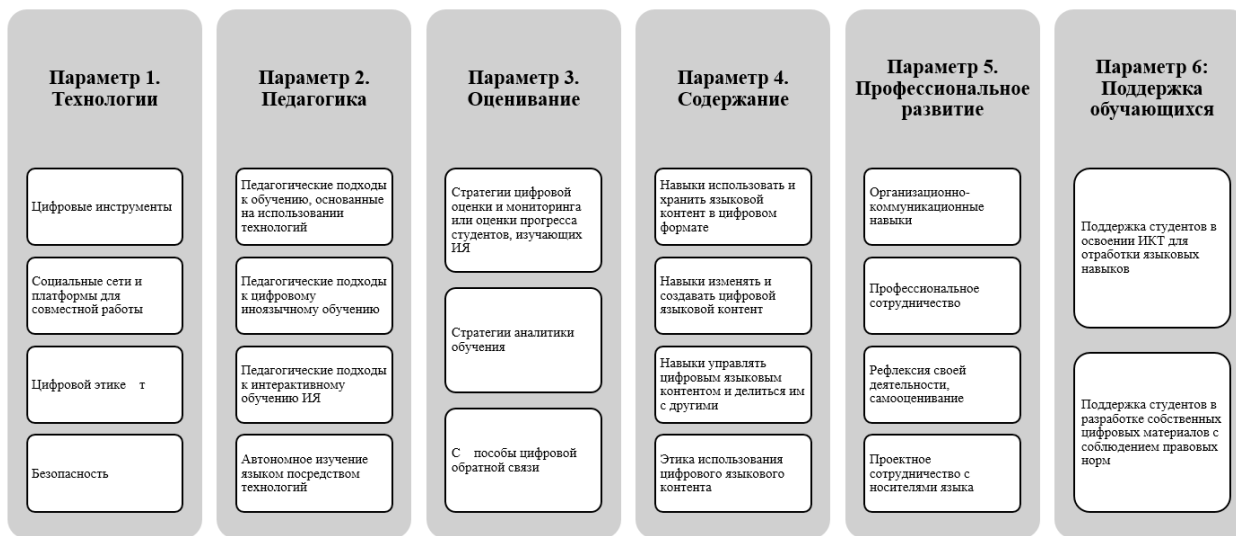 Параметр 1.
Технологии
Цифровые инструменты
Социальные сети и
платформы для
совместной работы
Цифровой этике т
Безопасность
Параметр 2.
Педагогика
Педагогические подходы
к обучению, основанные
на использовании
технологий
Педагогические подходы
к цифровому
иноязычному обучению
Педагогические подходы
к интерактивному
обучению ИЯ
Автономное изучение
языком посредством
технологий
Параметр 3.
Оценивание
Стратегии цифровой
оценки и мониторинга
или оценки прогресса
студентов, изучающих
ИЯ
Стратегии аналитики
обучения
С пособы цифровой
обратной связи
Параметр 4.
Содержание
Навыки использовать и
хранить языковой
контент в цифровом
формате
Навыки изменять и
создавать цифровой
языковой контент
Навыки управлять
цифровым языковым
контентом и делиться им
с другими
Этика использования
цифрового языкового
контента
Параметр 5.
Профессиональное
развитие
Организационно-
коммуникационные
навыки
Профессиональное
сотрудничество
Рефлексия своей
деятельности,
самооценивание
Проектное
сотрудничество с
носителями языка
Параметр 6:
Поддержка
обучающихся
Поддержка студентов в
освоении ИКТ для
отработки языковых
навыков
Поддержка студентов в
разработке собственных
цифровых материалов с
соблюдением правовых
норм